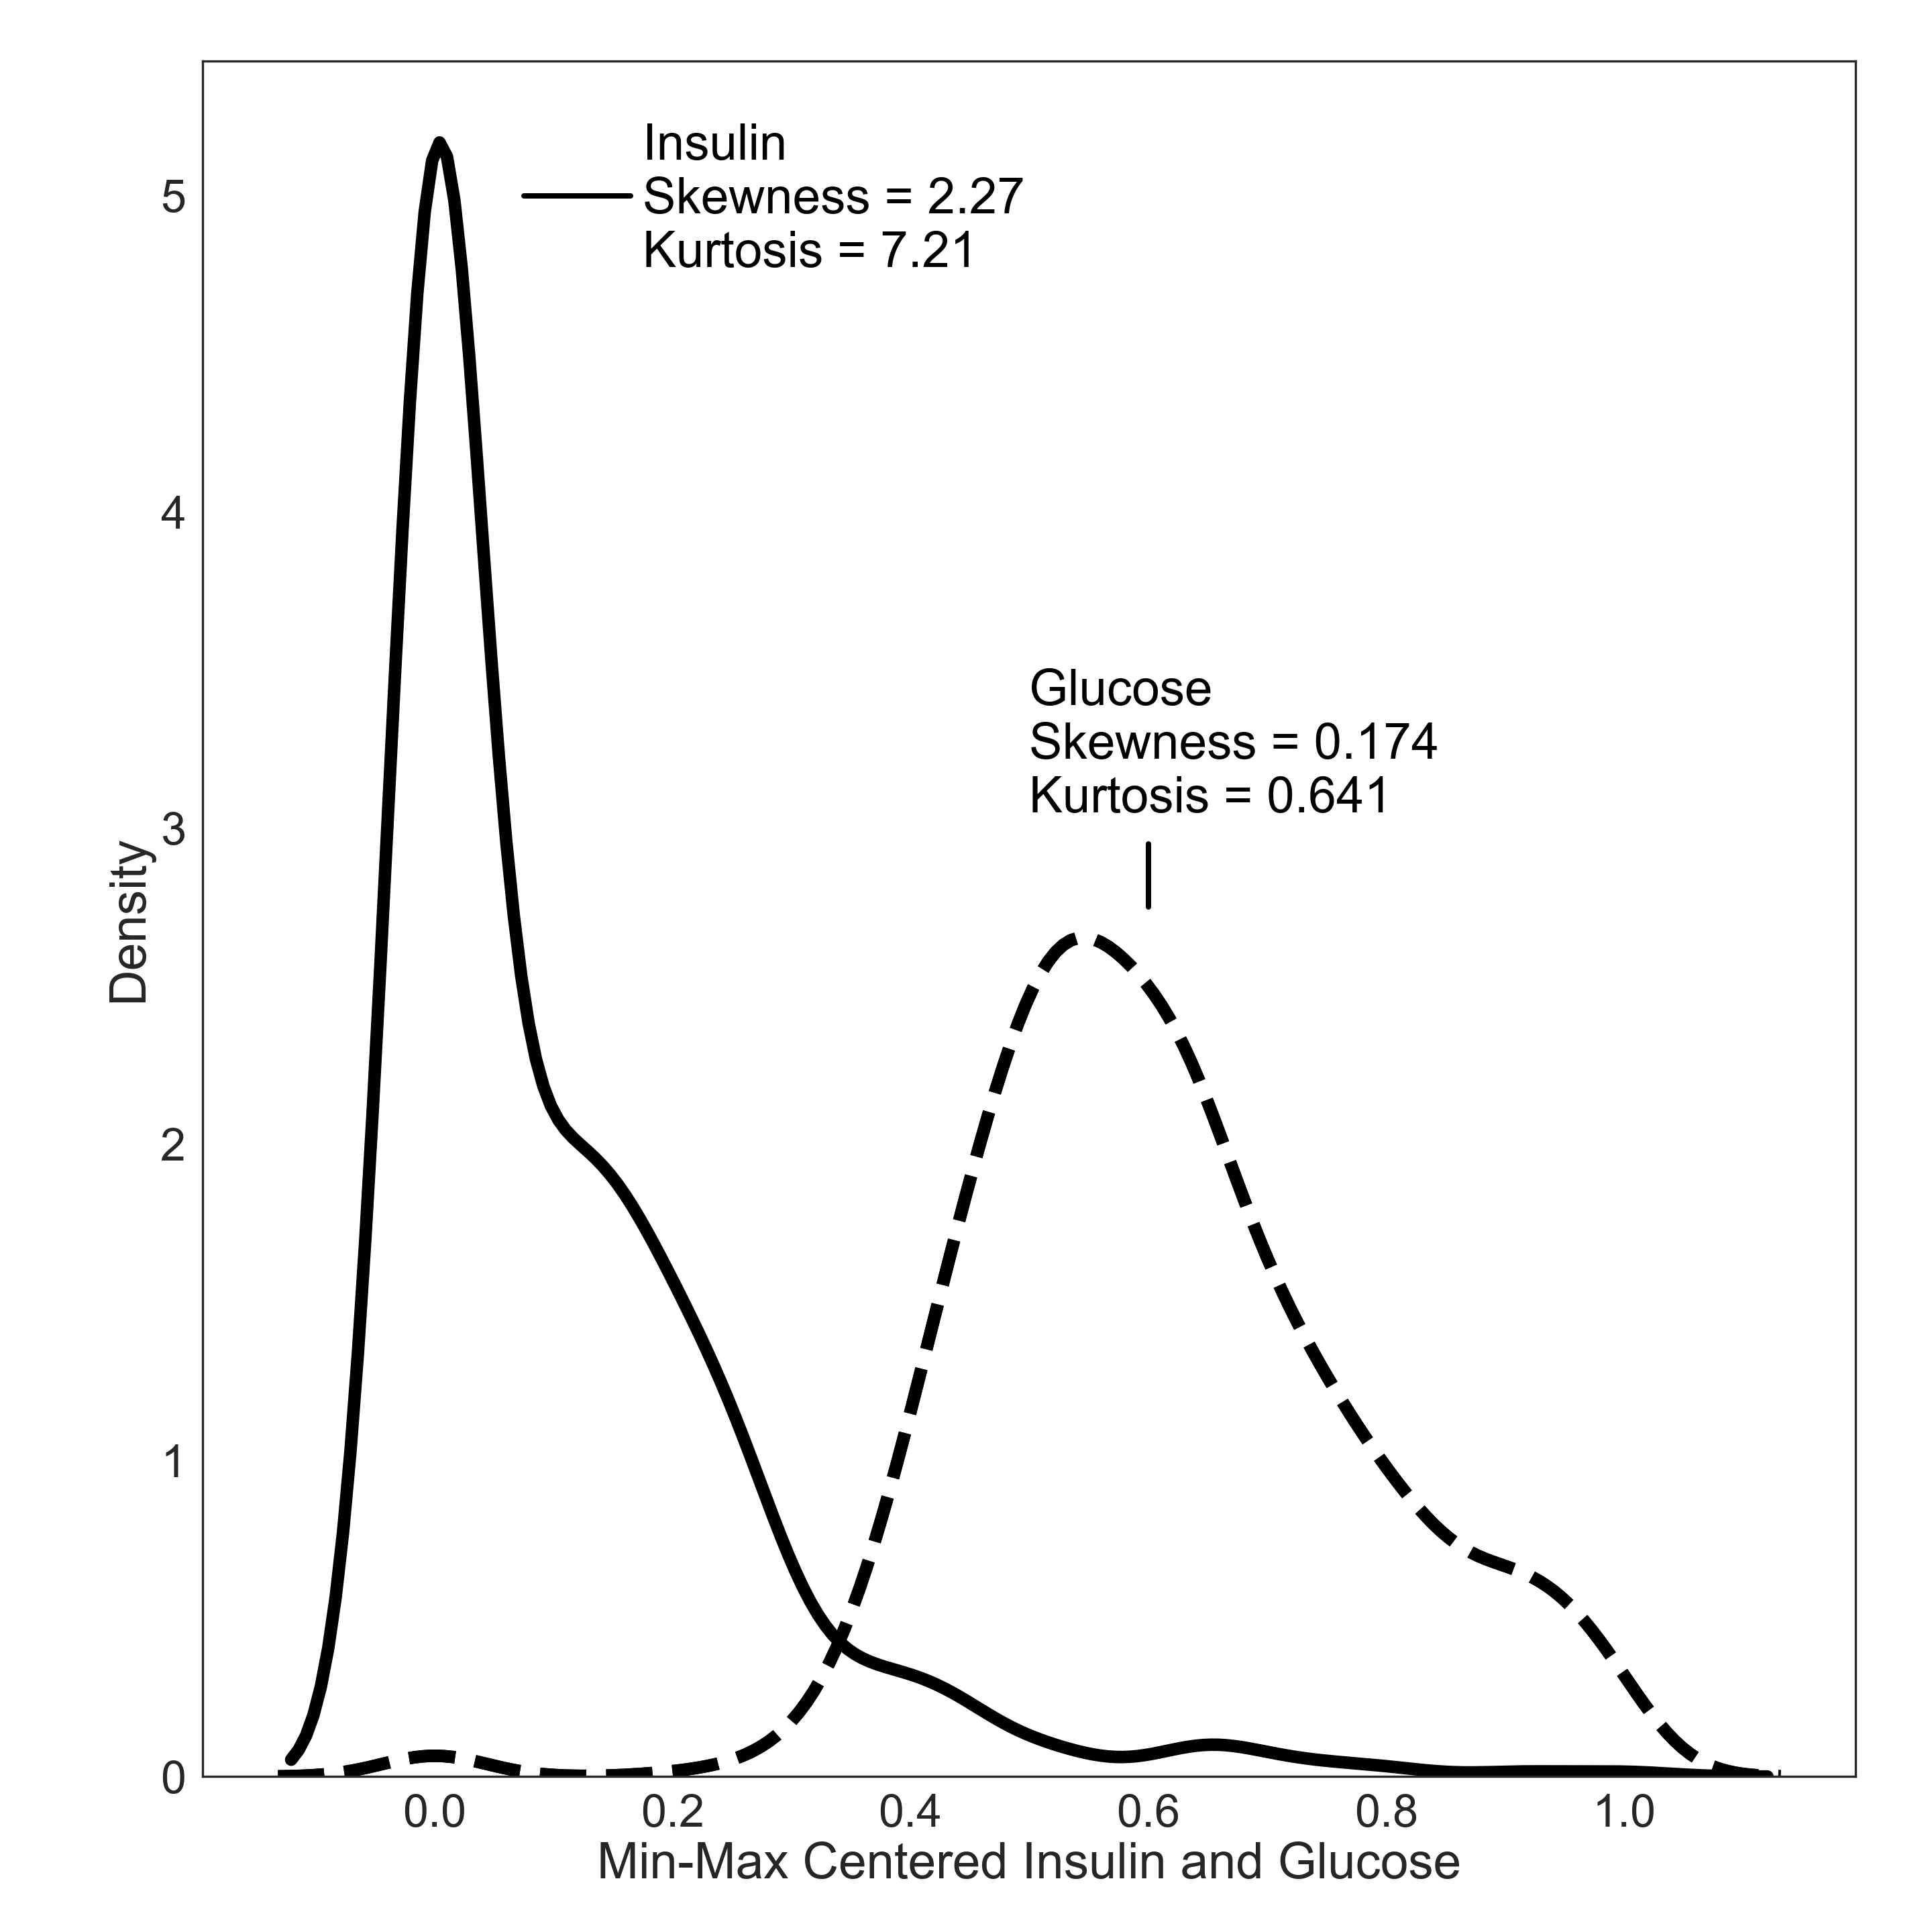 Insulin
Skewness = 2.27
Kurtosis = 7.21
Glucose
Skewness = 0.174
Kurtosis = 0.641
Density
5
4
3
2
1
0
0.0 0.2 0.4 0.6 0.8 1.0
Min-Max Centered Insulin and Glucose